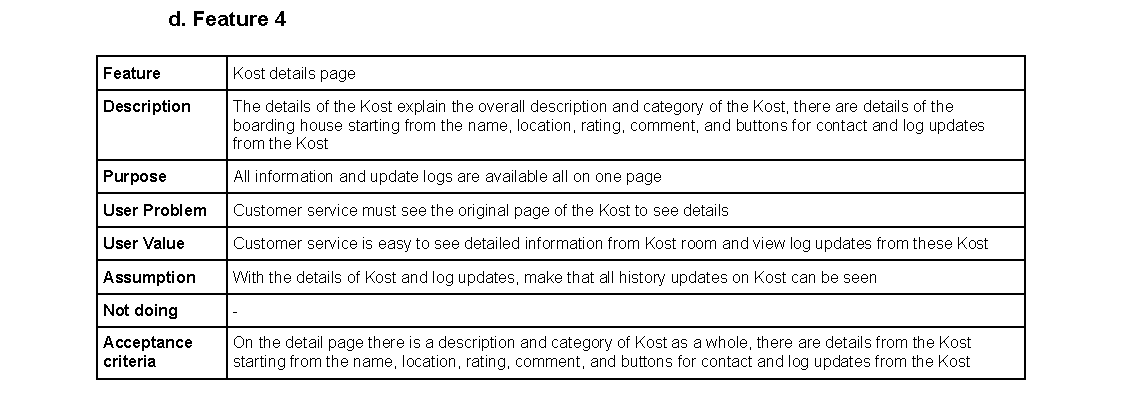 d. Feature 4
Feature Kost details page
Description The details of the Kost explain the overall description and category of the Kost, there are details of the
boarding house starting from the name, location, rating, comment, and buttons for contact and log updates
from the Kost
Purpose All information and update logs are available all on one page
User Problem Customer service must see the original page of the Kost to see details
User Value Customer service is easy to see detailed information from Kost room and view log updates from these Kost
Assumption With the details of Kost and log updates, make that all history updates on Kost can be seen
Not doing -
Acceptance On the detail page there is a description and category of Kost as a whole, there are details from the Kost
criteria starting from the name, location, rating, comment, and buttons for contact and log updates from the Kost